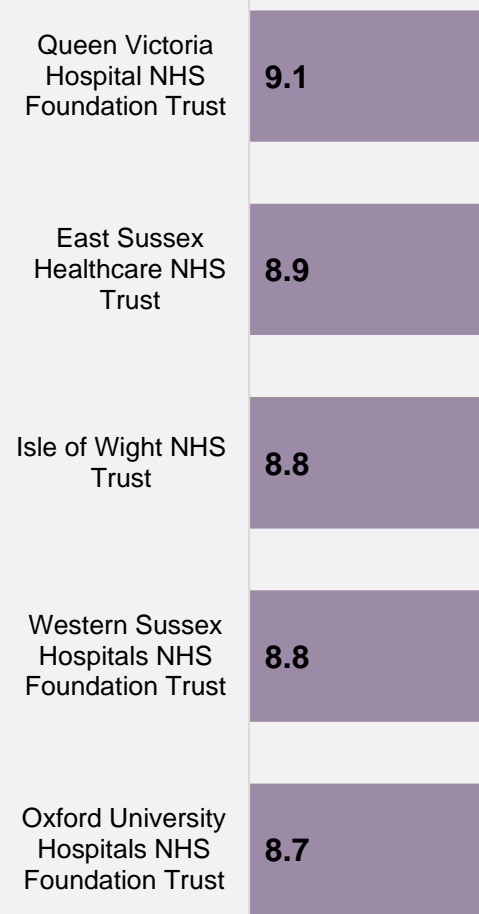 Queen Victoria
Hospital NHS
Foundation Trust
9.1
East Sussex
Healthcare NHS
Trust
8.9
Isle of Wight NHS
Trust
8.8
Western Sussex
Hospitals NHS
Foundation Trust
8.8
Oxford University
Hospitals NHS
Foundation Trust
8.7